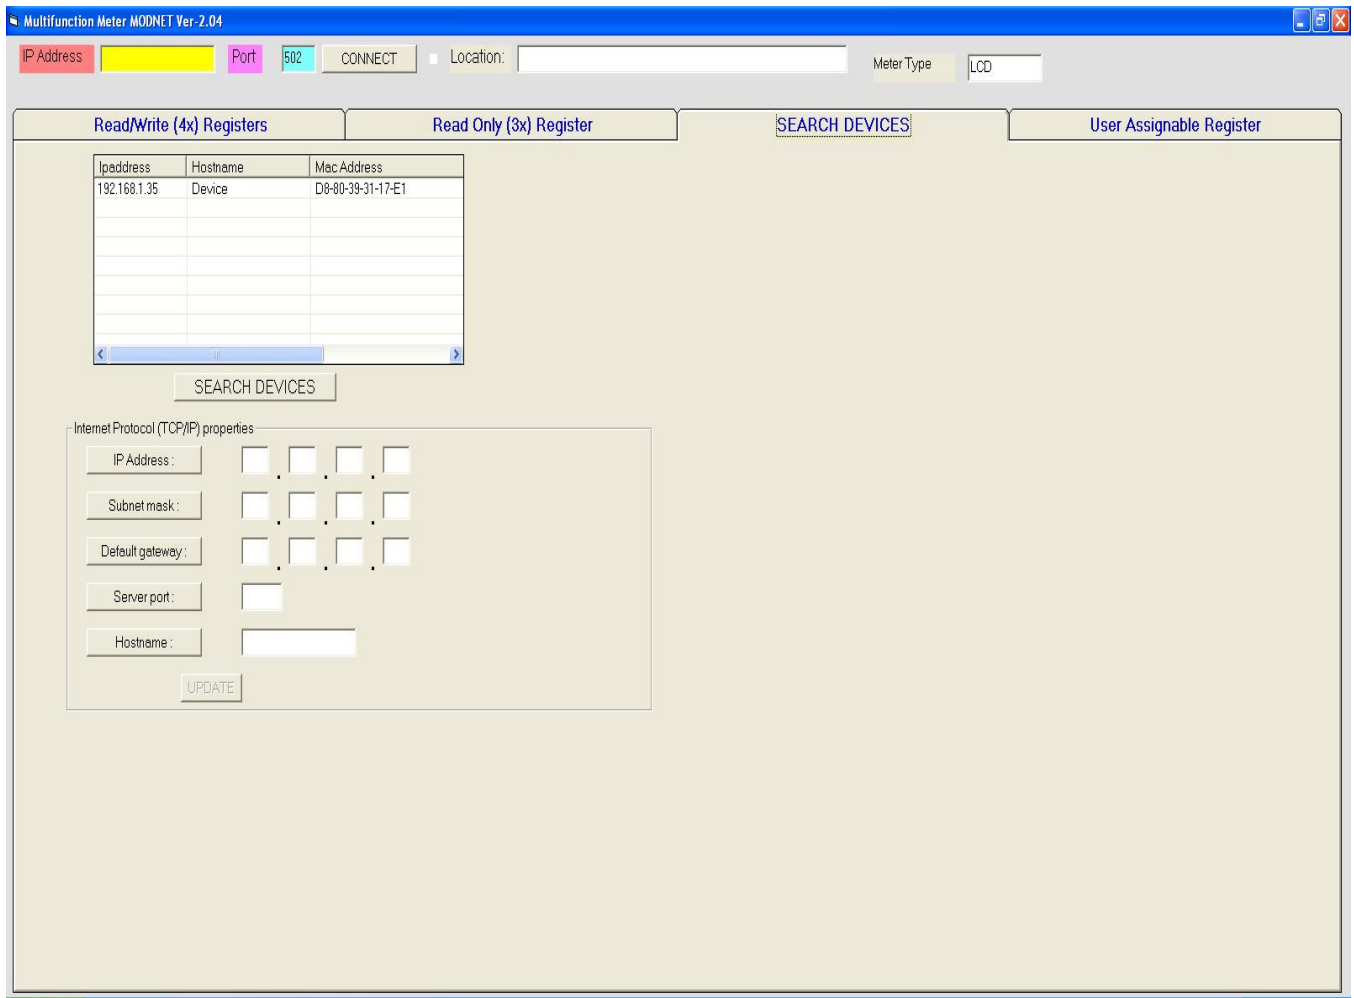 Multifunction Meter MODNET Ver-2.04
IP Address Port 502 CONNECT Location: Meter Type LCD
Read/Write (4x) Registers Read Only (3x) Register SEARCH DEVICES User Assignable Register
Ipaddress Hostname Mac Address
192.168.1.35 Device D8-80-39-31-17-E1
SEARCH DEVICES
Internet Protocol (TCP/IP) properties
IP Address :
Subnet mask :
Default gateway :
Server port :
Hostname :
UPDATE